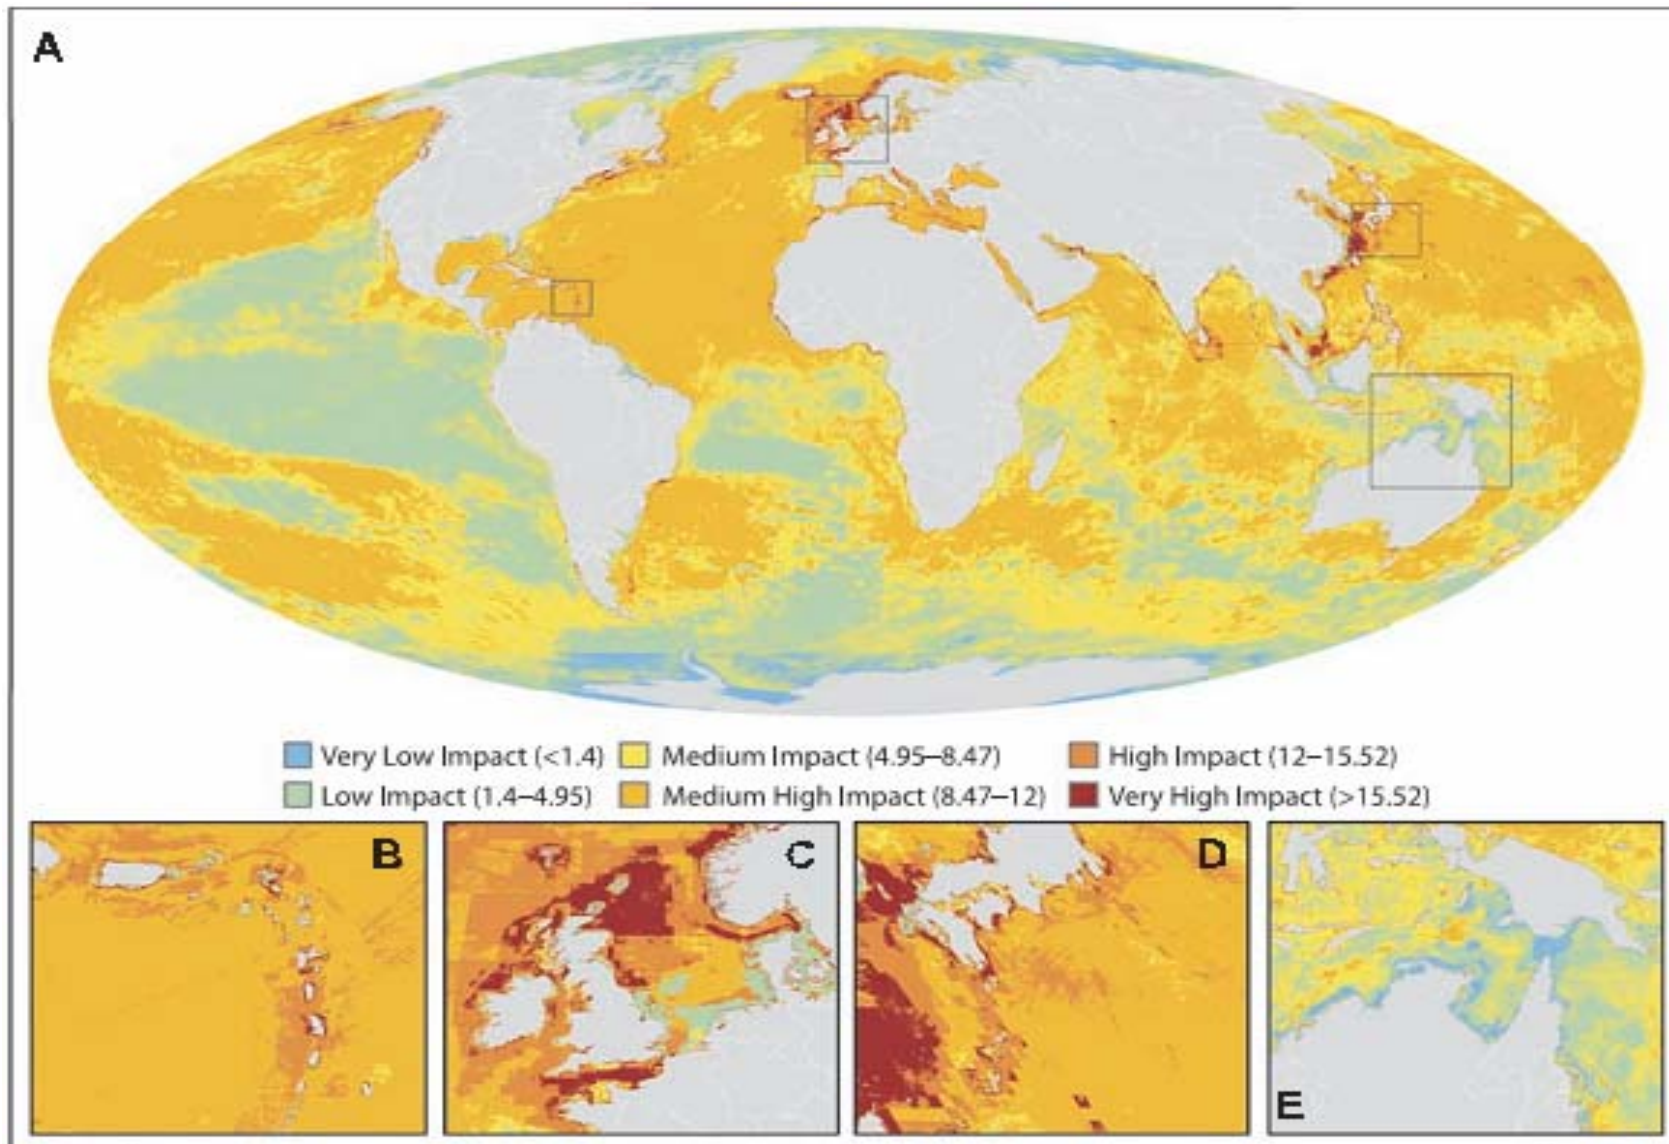 A
Very Low Impact (<1.4) Medium Impact (4.95–8.47) High Impact (12–15.52)
Low Impact (1.4–4.95) Medium High Impact (8.47–12) Very High Impact (>15.52)
B
C
D
E